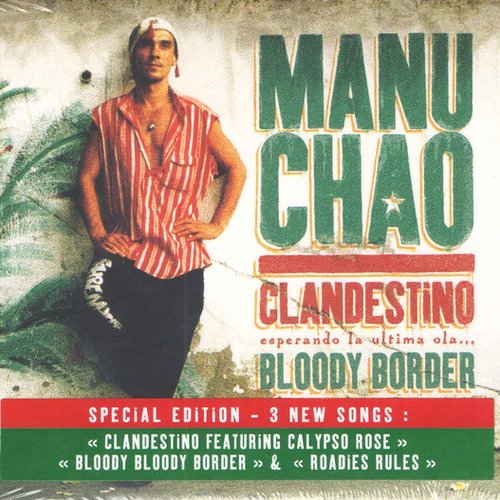 MANU
CHAO
CLANDESTiNO
esperando la ultima ola...
BLOODY BORDER
SPECiAL EDiTiON – 3 NEW SONGS :
« CLANDESTiNO FEATURiNG CALYPSO ROSE »
« BLOODY BLOODY BORDER » & « ROADiES RULES »